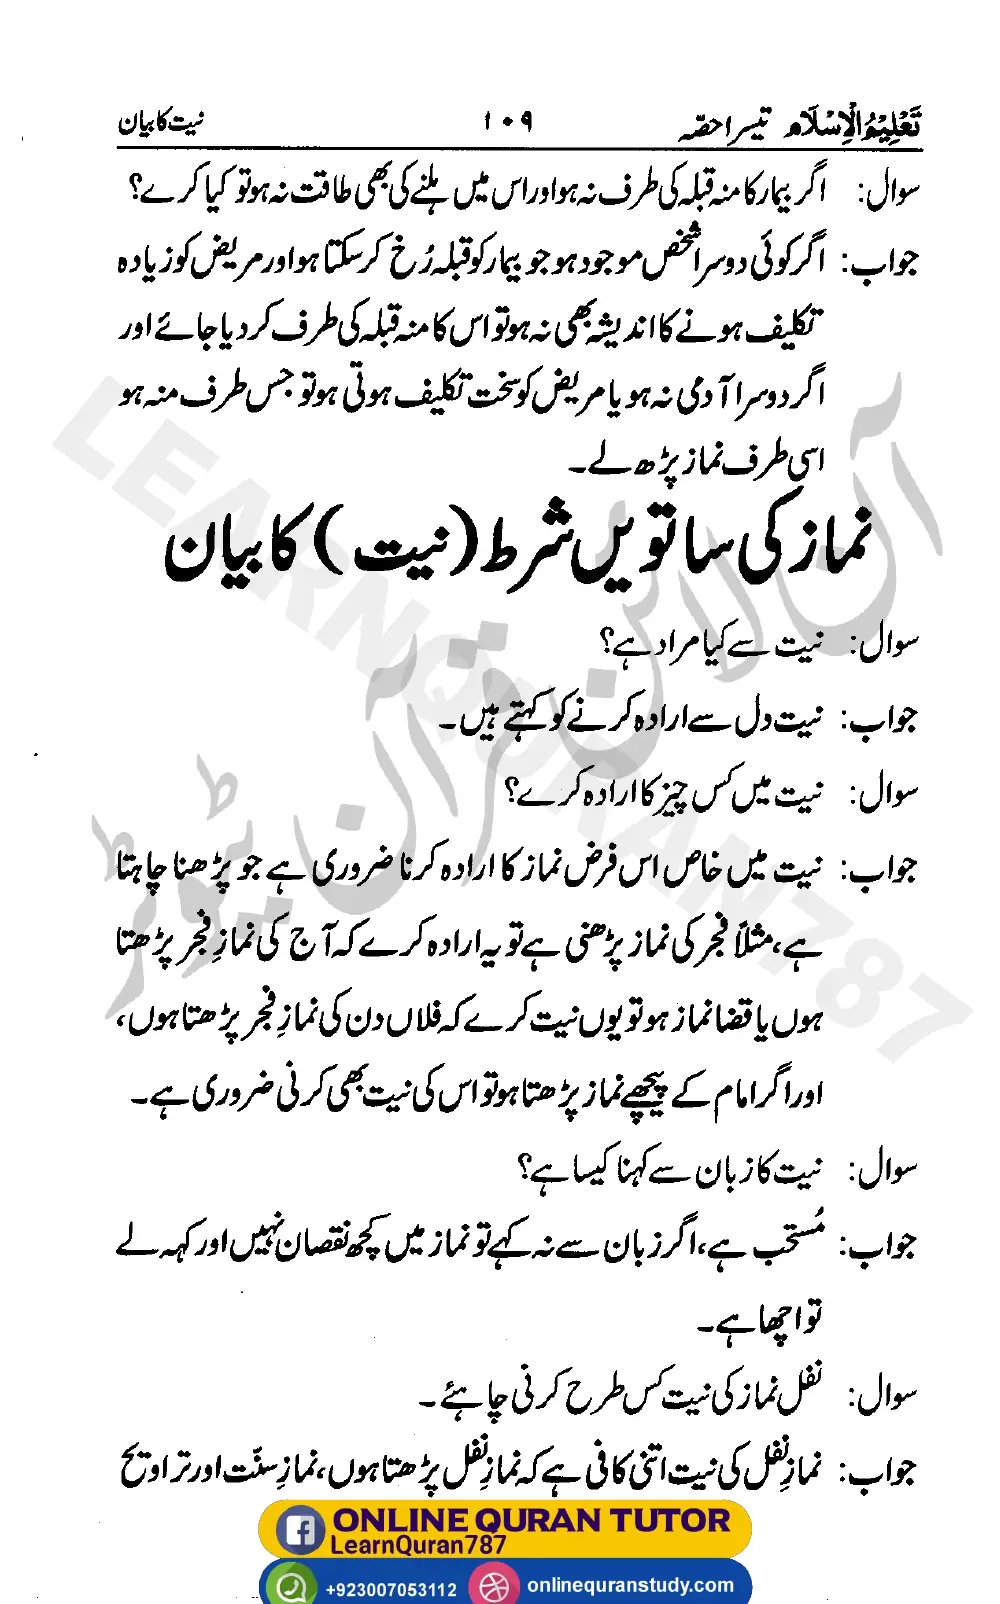 تَعْلِيمُ الْاِسْلَام تیسرا حصّہ ۱۰۹ نیت کا بیان
سوال: اگر بیمار کا منہ قبلہ کی طرف نہ ہو اور اس میں ہلنے کی بھی طاقت نہ ہو تو کیا کرے؟
جواب: اگر کوئی دوسرا شخص موجود ہو جو بیمار کو قبلہ رُخ کر سکتا ہو اور مریض کو زیادہ
تکلیف ہونے کا اندیشہ بھی نہ ہو تو اس کا منہ قبلہ کی طرف کر دیا جائے اور
اگر دوسرا آدمی نہ ہو یا مریض کو سخت تکلیف ہوتی ہو تو جس طرف منہ ہو
اسی طرف نماز پڑھ لے۔
نماز کی ساتویں شرط (نیت) کا بیان
سوال: نیت سے کیا مراد ہے؟
جواب: نیت دل سے ارادہ کرنے کو کہتے ہیں۔
سوال: نیت میں کس چیز کا ارادہ کرے؟
جواب: نیت میں خاص اس فرض نماز کا ارادہ کرنا ضروری ہے جو پڑھنا چاہتا
ہے، مثلاً فجر کی نماز پڑھنی ہے تو یہ ارادہ کرے کہ آج کی نمازِ فجر پڑھتا
ہوں یا قضا نماز ہو تو یوں نیت کرے کہ فلاں دن کی نمازِ فجر پڑھتا ہوں،
اور اگر امام کے پیچھے نماز پڑھتا ہو تو اس کی نیت بھی کرنی ضروری ہے۔
سوال: نیت کا زبان سے کہنا کیسا ہے؟
جواب: مُستحب ہے، اگر زبان سے نہ کہے تو نماز میں کچھ نقصان نہیں اور کہہ لے
تو اچھا ہے۔
سوال: نفل نماز کی نیت کس طرح کرنی چاہئے۔
جواب: نمازِ نفل کی نیت اتنی کافی ہے کہ نمازِ نفل پڑھتا ہوں، نمازِ سنّت اور تراویح
آن لائن قرآن ٹیوٹر
LEARNQURAN787
ONLINE QURAN TUTOR
LearnQuran787
+923007053112 onlinequranstudy.com